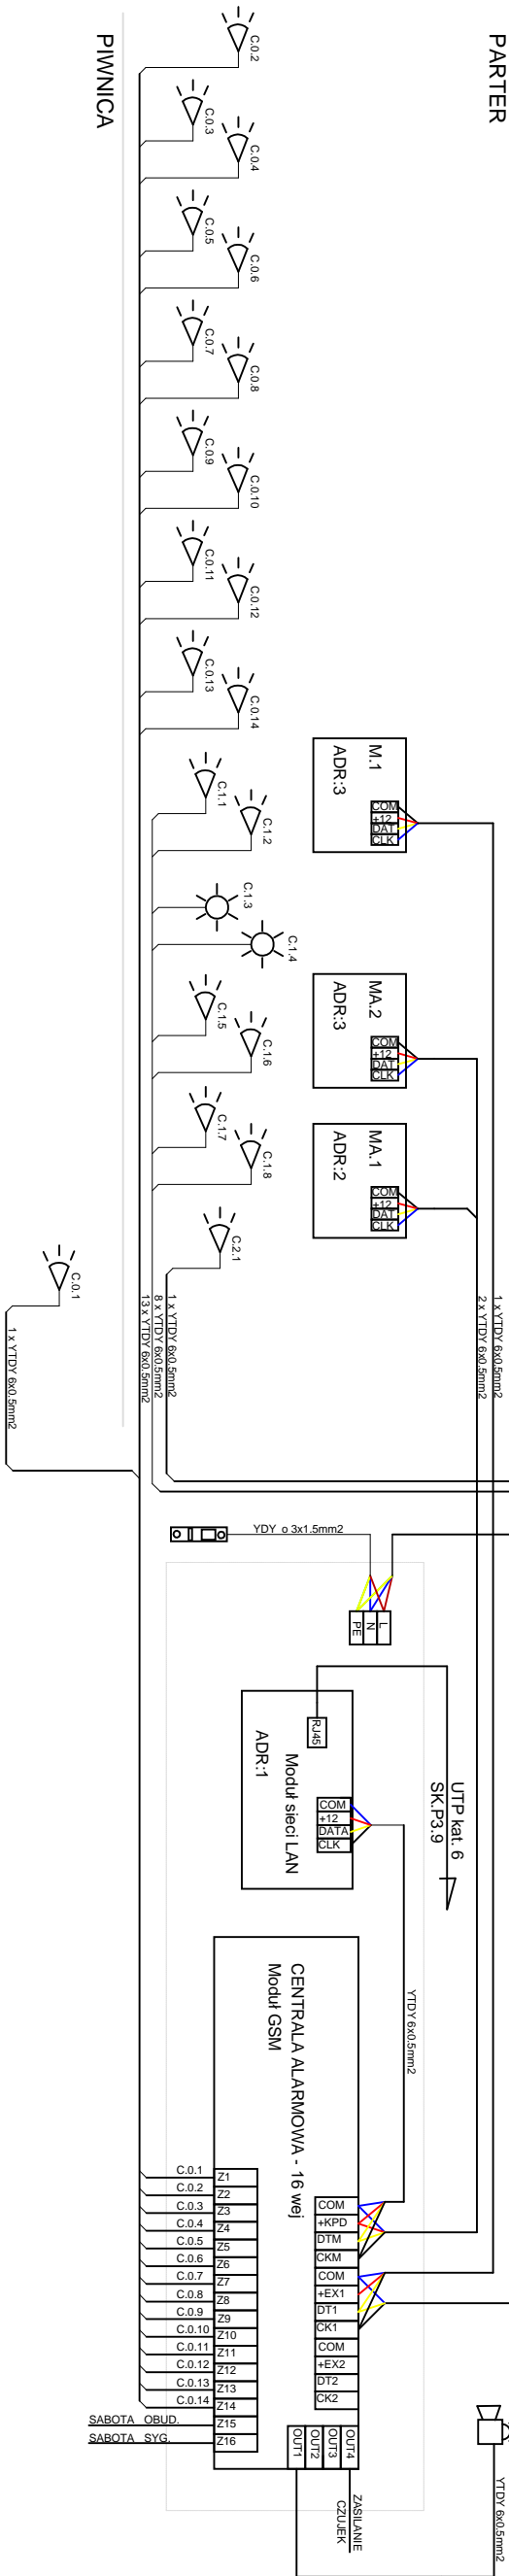 PARTER
PIWNICA
C.0.2
C.0.3
C.0.4
C.0.5
C.0.6
C.0.7
C.0.8
C.0.9
C.0.10
C.0.11
C.0.12
C.0.13
C.0.14
C.1.1
C.1.2
C.1.3
C.1.4
C.1.5
C.1.6
C.1.7
C.1.8
C.2.1
C.0.1
M.1
ADR:3
COM
+12
DAT
CLK
MA.2
ADR:3
COM
+12
DAT
CLK
MA.1
ADR:2
COM
+12
DAT
CLK
1 x YTDY 6x0.5mm2
2 x YTDY 6x0.5mm2
1 x YTDY 6x0.5mm2
8 x YTDY 6x0.5mm2
13 x YTDY 6x0.5mm2
1 x YTDY 6x0.5mm2
YDY o 3x1.5mm2
L
N
PE
UTP kat. 6
SK.P3.9
RJ45
Moduł sieci LAN
ADR:1
COM
+12
DATA
CLK
YTDY 6x0.5mm2
CENTRALA ALARMOWA - 16 wej
Moduł GSM
COM
+KPD
DTM
CKM
COM
+EX1
DT1
CK1
COM
+EX2
DT2
CK2
C.0.1 Z1
C.0.2 Z2
C.0.3 Z3
C.0.4 Z4
C.0.5 Z5
C.0.6 Z6
C.0.7 Z7
C.0.8 Z8
C.0.9 Z9
C.0.10 Z10
C.0.11 Z11
C.0.12 Z12
C.0.13 Z13
C.0.14 Z14
SABOTA OBUD. Z15
SABOTA SYG. Z16
OUT1
OUT2
OUT3
OUT4
ZASILANIE
CZUJEK
YTDY 6x0.5mm2